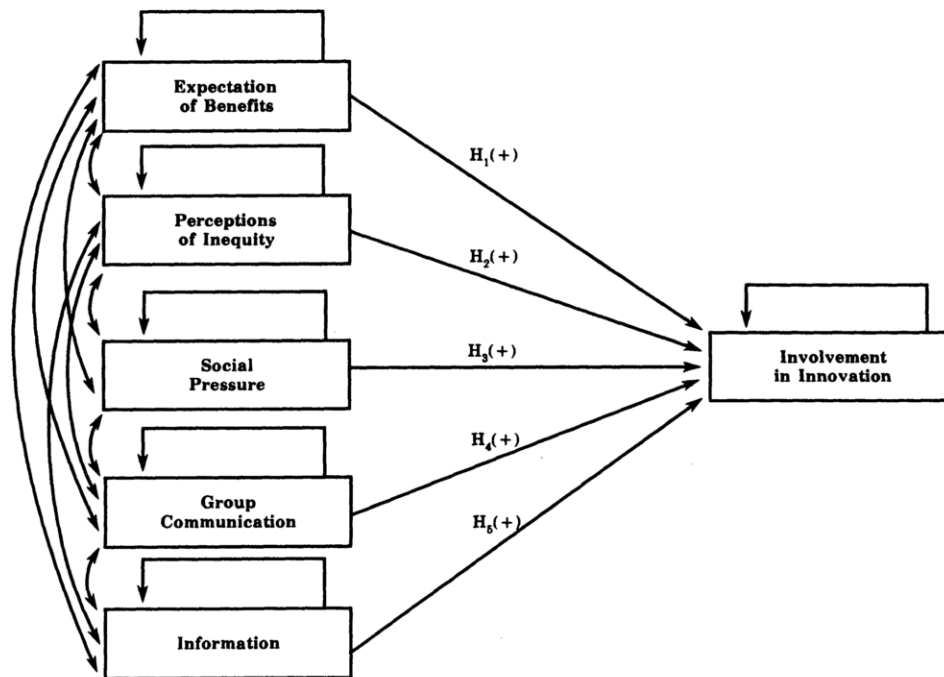 Expectation
of Benefits
H₁(+)
Perceptions
of Inequity
H₂(+)
Social
Pressure
H₃(+)
Involvement
in Innovation
Group
Communication
H₄(+)
H₅(+)
Information